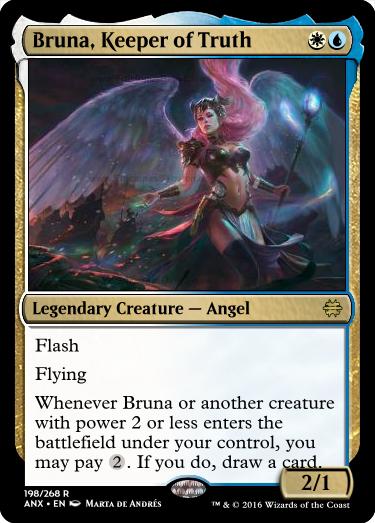 Bruna, Keeper of Truth
Legendary Creature — Angel
Flash
Flying
Whenever Bruna or another creature
with power 2 or less enters the
battlefield under your control, you
may pay 2. If you do, draw a card.
2/1
198/268 R
ANX • EN Marta de Andrés
™ & © 2016 Wizards of the Coast